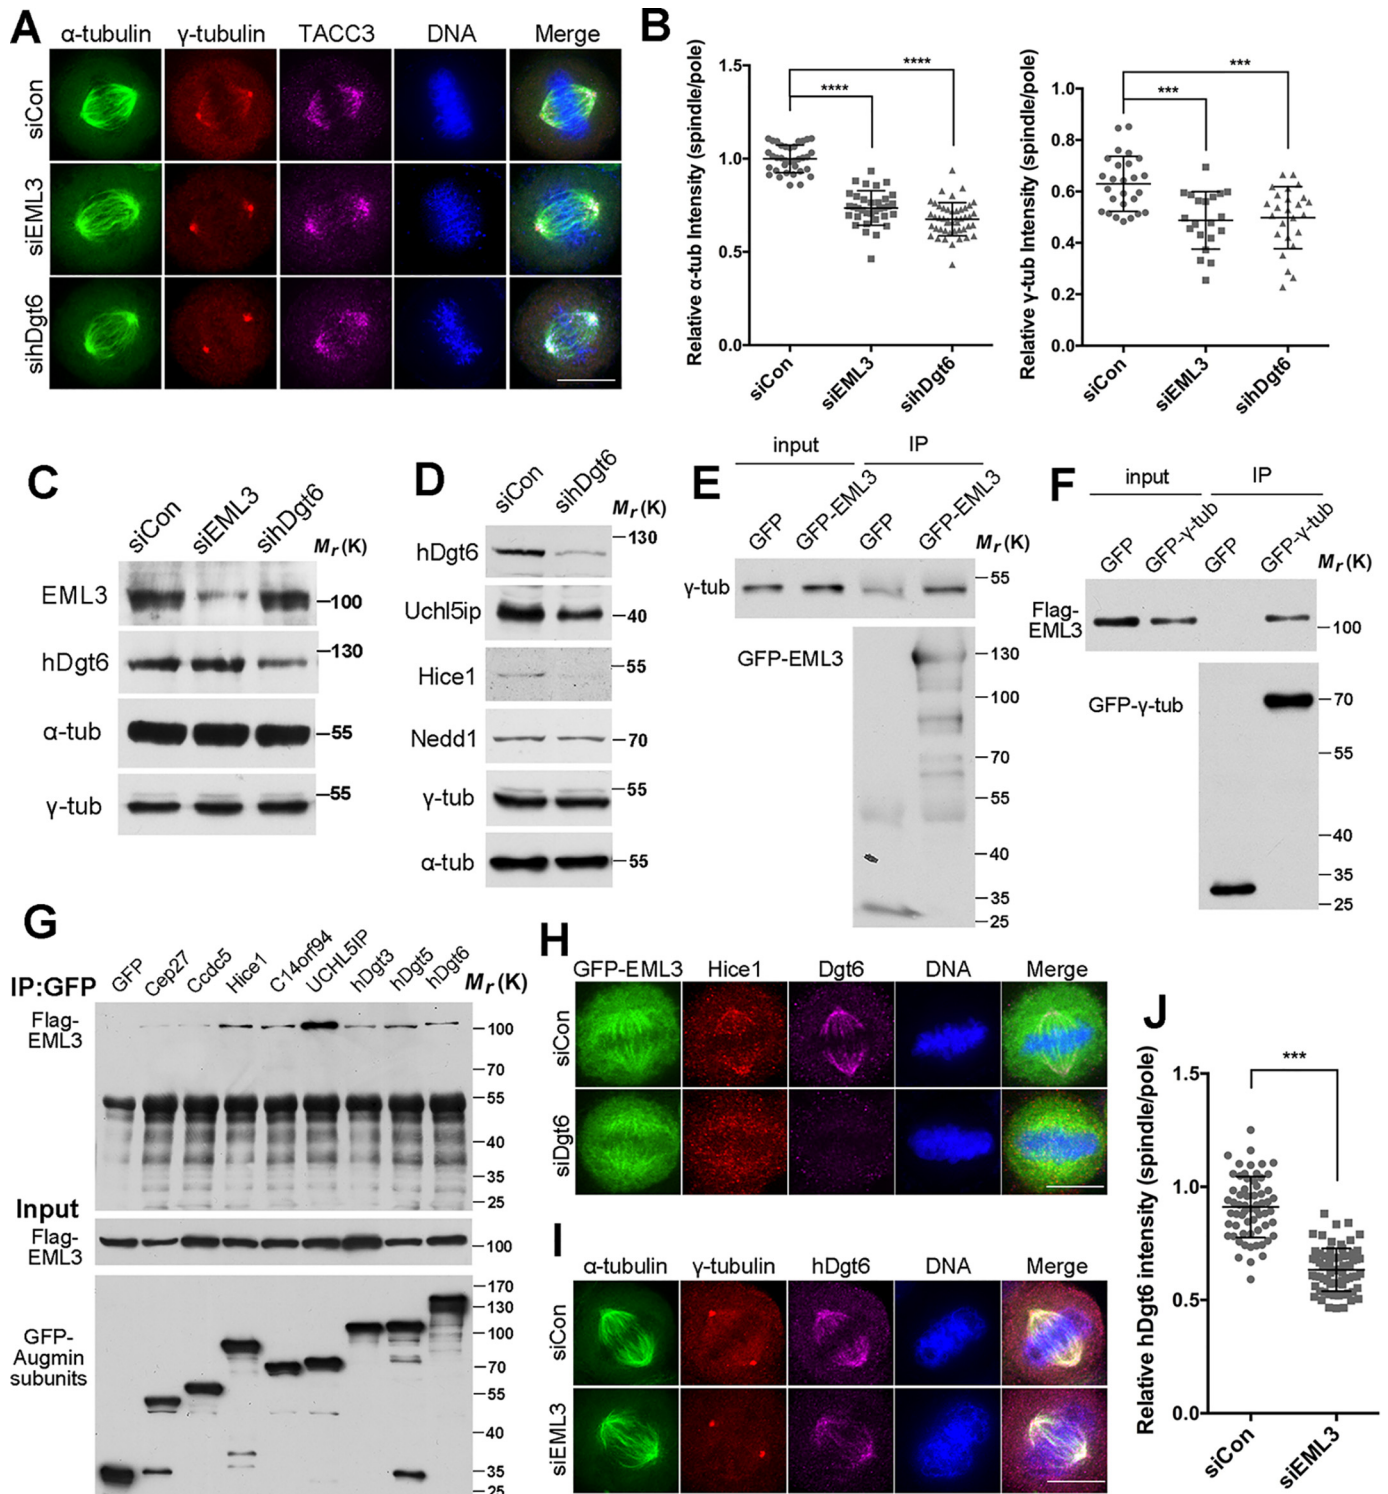 A
α-tubulin γ-tubulin TACC3 DNA Merge
siCon
siEML3
sihDgt6
B
Relative α-tub Intensity (spindle/pole)
1.5
1.0
0.5
0.0
****
****
siCon siEML3 sihDgt6
Relative γ-tub Intensity (spindle/pole)
1.0
0.8
0.6
0.4
0.2
0.0
***
***
siCon siEML3 sihDgt6
C
siCon siEML3 sihDgt6
Mr (K)
EML3 100
hDgt6 130
α-tub 55
γ-tub 55
D
siCon sihDgt6
Mr (K)
hDgt6 130
Uchl5ip 40
Hice1 55
Nedd1 70
γ-tub 55
α-tub 55
E
input IP
GFP GFP-EML3 GFP GFP-EML3
Mr (K)
γ-tub 55
GFP-EML3 130
100
70
55
40
35
25
F
input IP
GFP GFP-γ-tub GFP GFP-γ-tub
Mr (K)
Flag-
EML3 100
GFP-γ-tub 70
55
40
35
25
G
GFP Cep27 Ccdc5 Hice1 C14orf94 UCHL5IP hDgt3 hDgt5 hDgt6
IP:GFP Mr (K)
Flag-
EML3 100
70
55
40
35
25
Input
Flag-
EML3 100
170
130
100
GFP-
Augmin
subunits
70
55
40
35
25
H
GFP-EML3 Hice1 Dgt6 DNA Merge
siCon
siDgt6
I
α-tubulin γ-tubulin hDgt6 DNA Merge
siCon
siEML3
J
Relative hDgt6 intensity (spindle/pole)
1.5
1.0
0.5
0.0
***
siCon siEML3